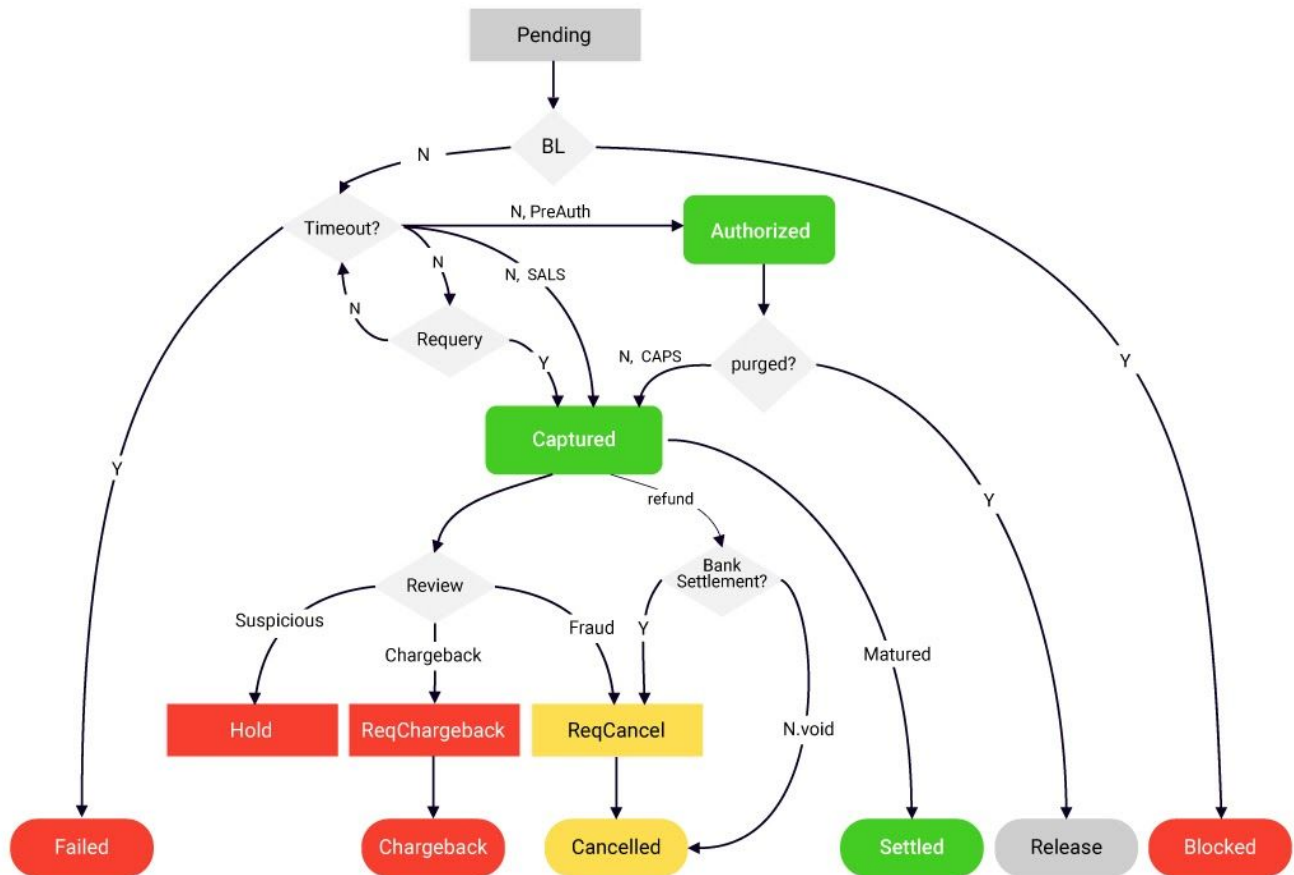 Pending
BL
N
Y
Timeout?
N, PreAuth
Authorized
N
N, SALS
N
Requery
Y
N, CAPS
purged?
Y
Captured
Y
refund
Y
Review
Bank
Settlement?
Suspicious
Chargeback
Fraud
Y
Matured
N.void
Hold
ReqChargeback
ReqCancel
Failed
Chargeback
Cancelled
Settled
Release
Blocked